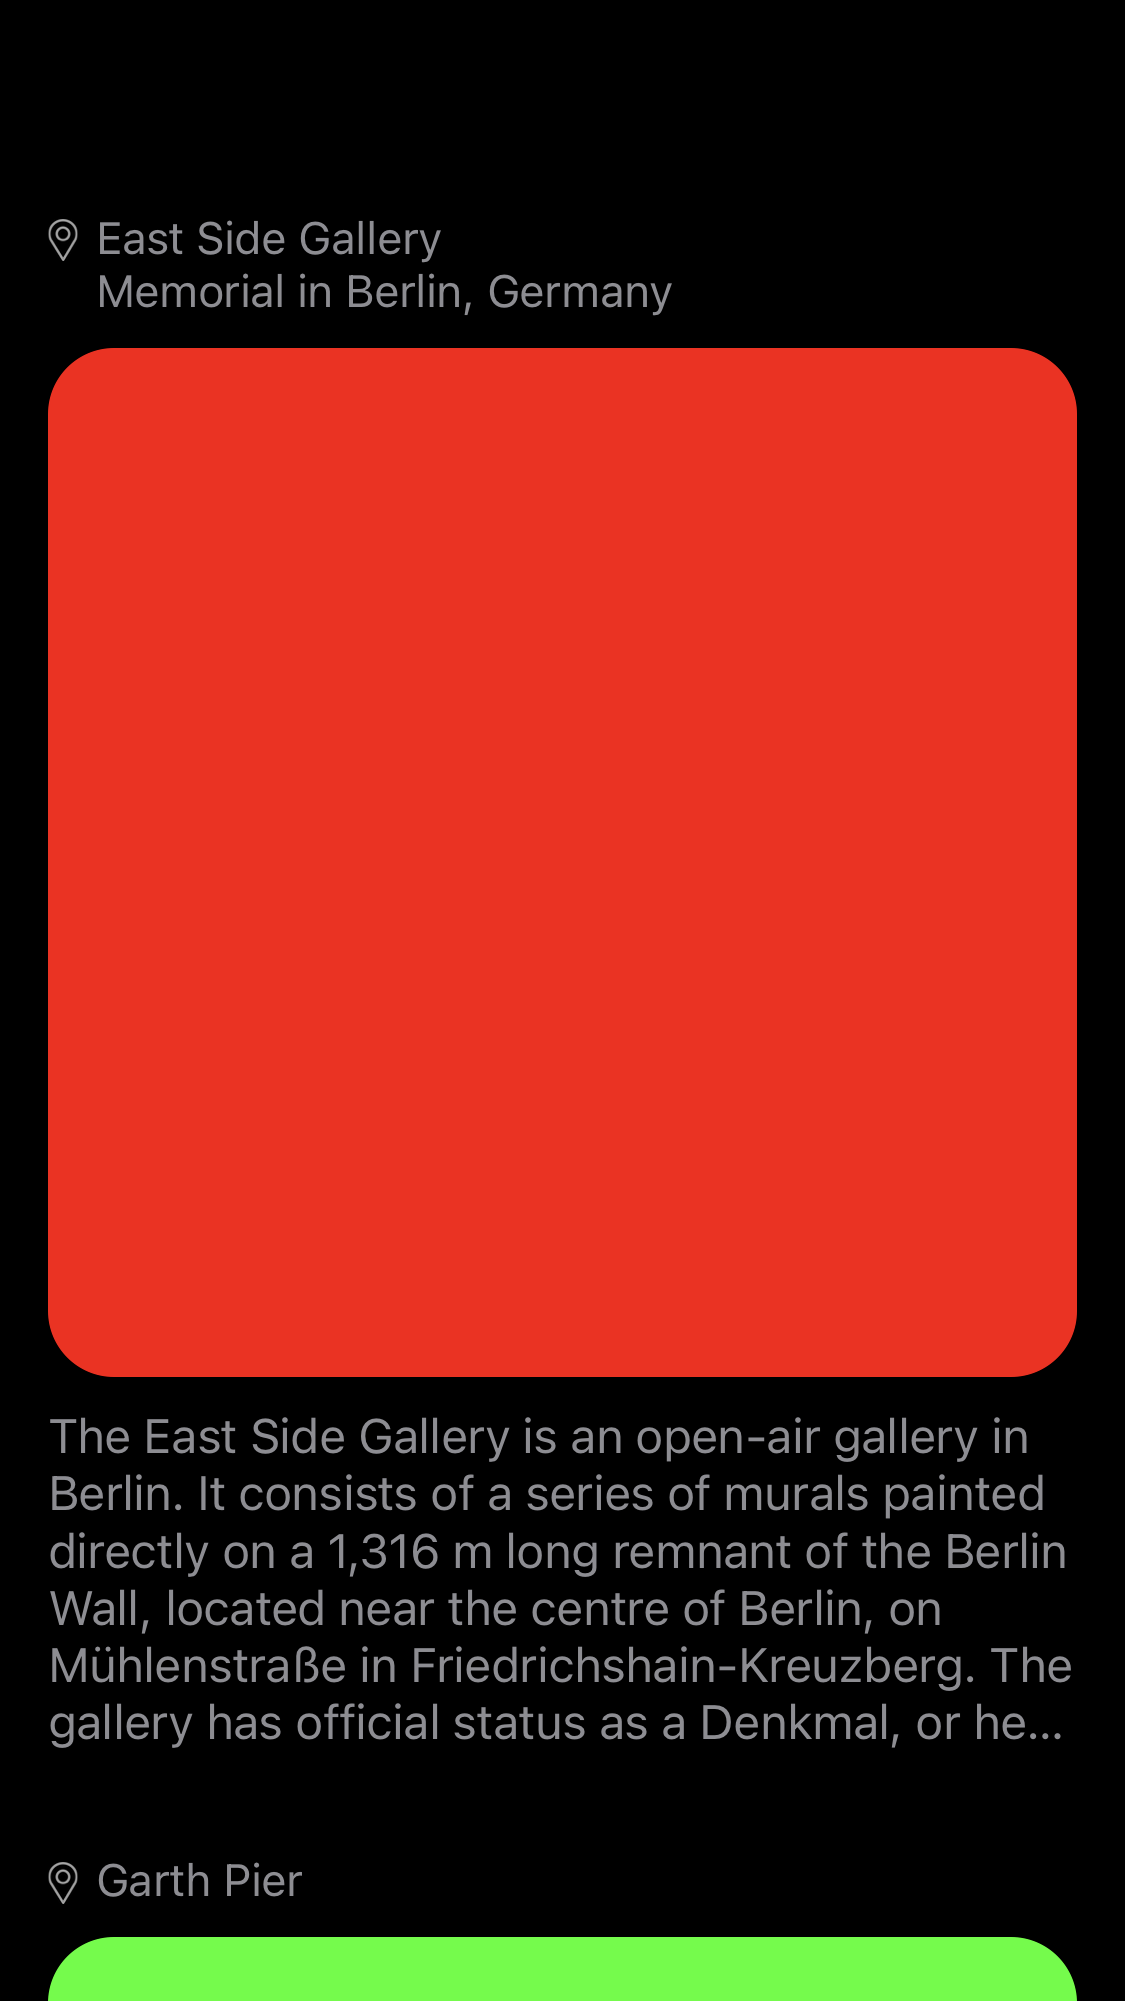 East Side Gallery
Memorial in Berlin, Germany
The East Side Gallery is an open-air gallery in
Berlin. It consists of a series of murals painted
directly on a 1,316 m long remnant of the Berlin
Wall, located near the centre of Berlin, on
Mühlenstraße in Friedrichshain-Kreuzberg. The
gallery has official status as a Denkmal, or he...
Garth Pier